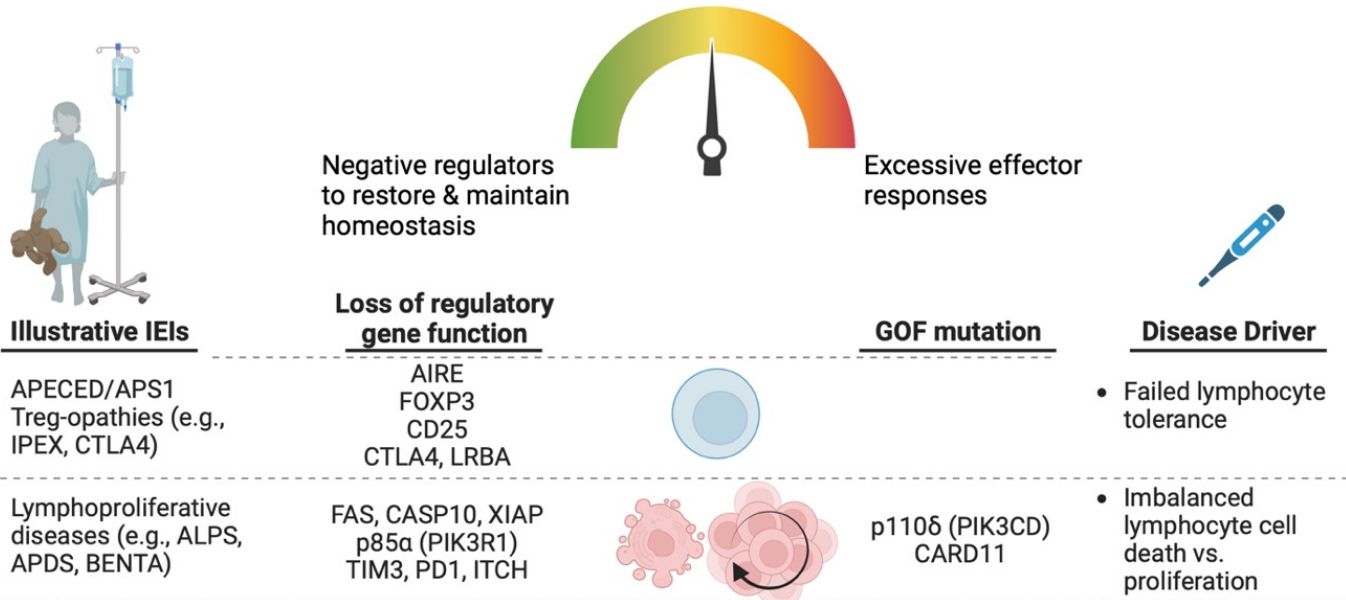 Negative regulators
to restore & maintain
homeostasis
Excessive effector
responses
Illustrative IEIs
Loss of regulatory
gene function
GOF mutation
Disease Driver
APECED/APS1
Treg-opathies (e.g.,
IPEX, CTLA4)
AIRE
FOXP3
CD25
CTLA4, LRBA
• Failed lymphocyte
tolerance
Lymphoproliferative
diseases (e.g., ALPS,
APDS, BENTA)
FAS, CASP10, XIAP
p85α (PIK3R1)
TIM3, PD1, ITCH
p110δ (PIK3CD)
CARD11
• Imbalanced
lymphocyte cell
death vs.
proliferation